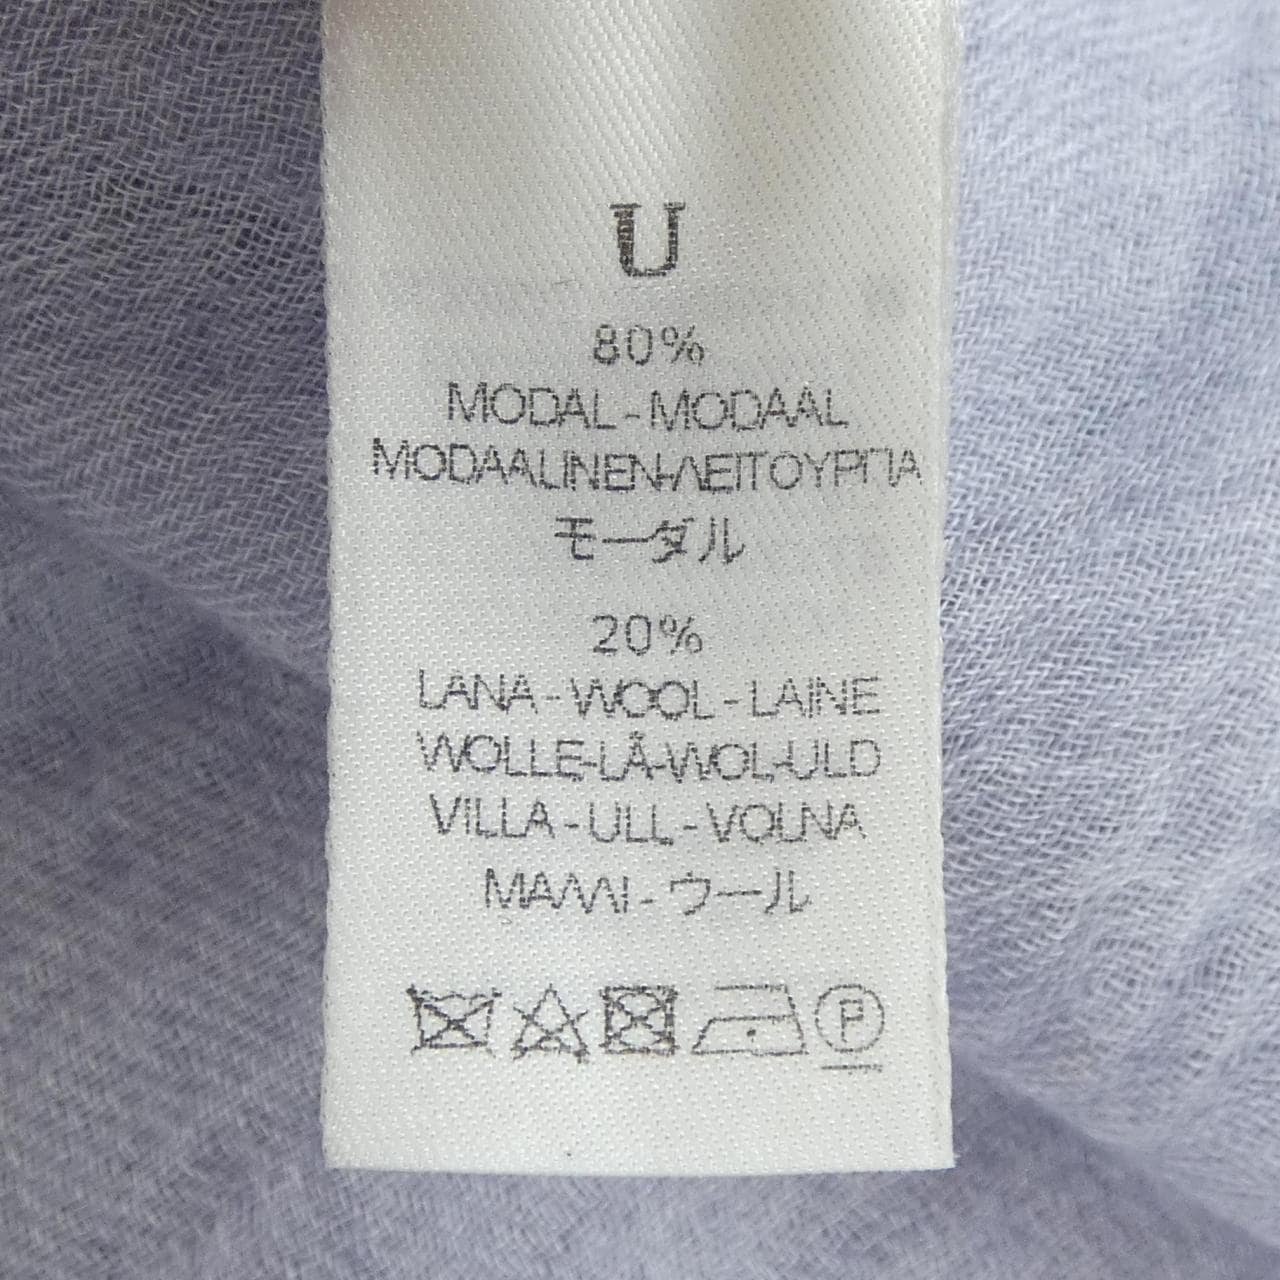 U
80%
MODAL - MODAAL
MODAALINEN-ΛΕΙΤΟΥΡΓΙΑ
モーダル
20%
LANA - WOOL - LAINE
WOLLE-LÃ-WOL-ULD
VILLA - ULL - VOLNA
ΜΑΛΛΙ - ウール
P